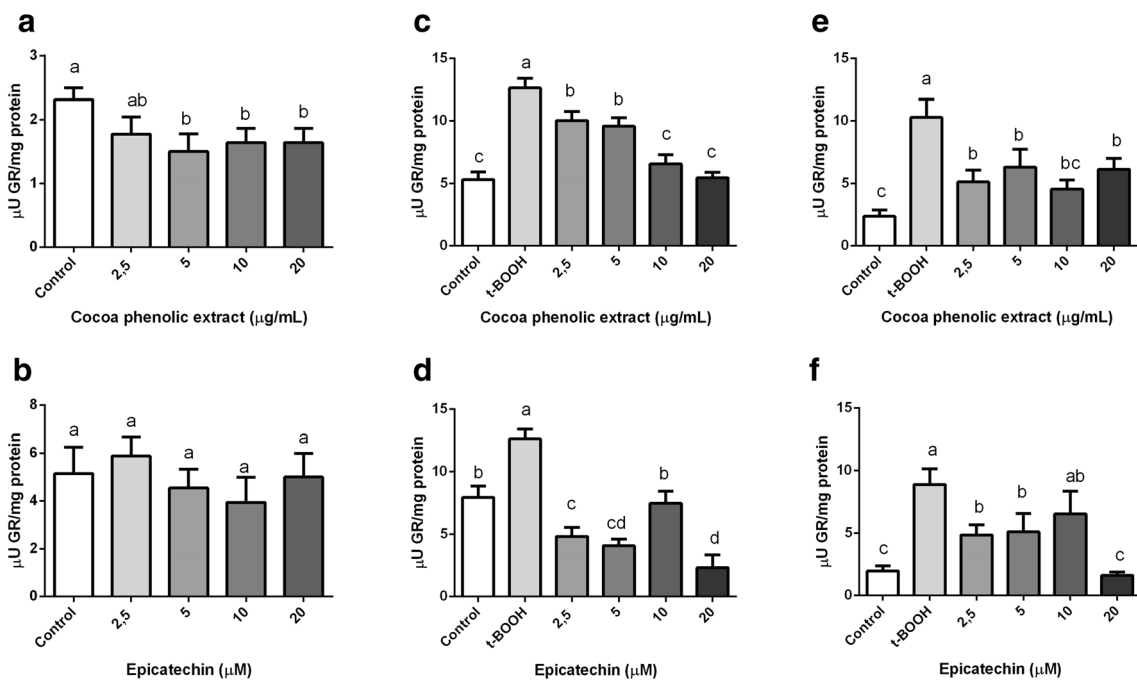 a
μU GR/mg protein
3
2
1
0
a
ab
b
b
b
Control
2,5
5
10
20
Cocoa phenolic extract (μg/mL)
c
μU GR/mg protein
15
10
5
0
c
a
b
b
c
c
Control
t-BOOH
2,5
5
10
20
Cocoa phenolic extract (μg/mL)
e
μU GR/mg protein
15
10
5
0
c
a
b
b
bc
b
Control
t-BOOH
2,5
5
10
20
Cocoa phenolic extract (μg/mL)
b
μU GR/mg protein
8
6
4
2
0
a
a
a
a
a
Control
2,5
5
10
20
Epicatechin (μM)
d
μU GR/mg protein
15
10
5
0
b
a
c
cd
b
d
Control
t-BOOH
2,5
5
10
20
Epicatechin (μM)
f
μU GR/mg protein
15
10
5
0
c
a
b
b
ab
c
Control
t-BOOH
2,5
5
10
20
Epicatechin (μM)